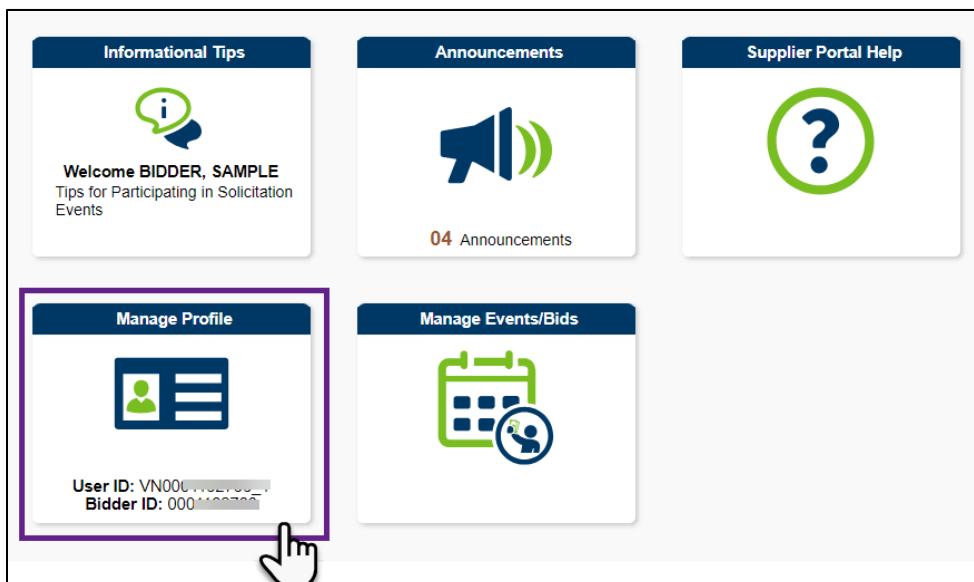 Informational Tips
Welcome BIDDER, SAMPLE
Tips for Participating in Solicitation
Events
Announcements
04 Announcements
Supplier Portal Help
Manage Profile
User ID:
Bidder ID:
Manage Events/Bids